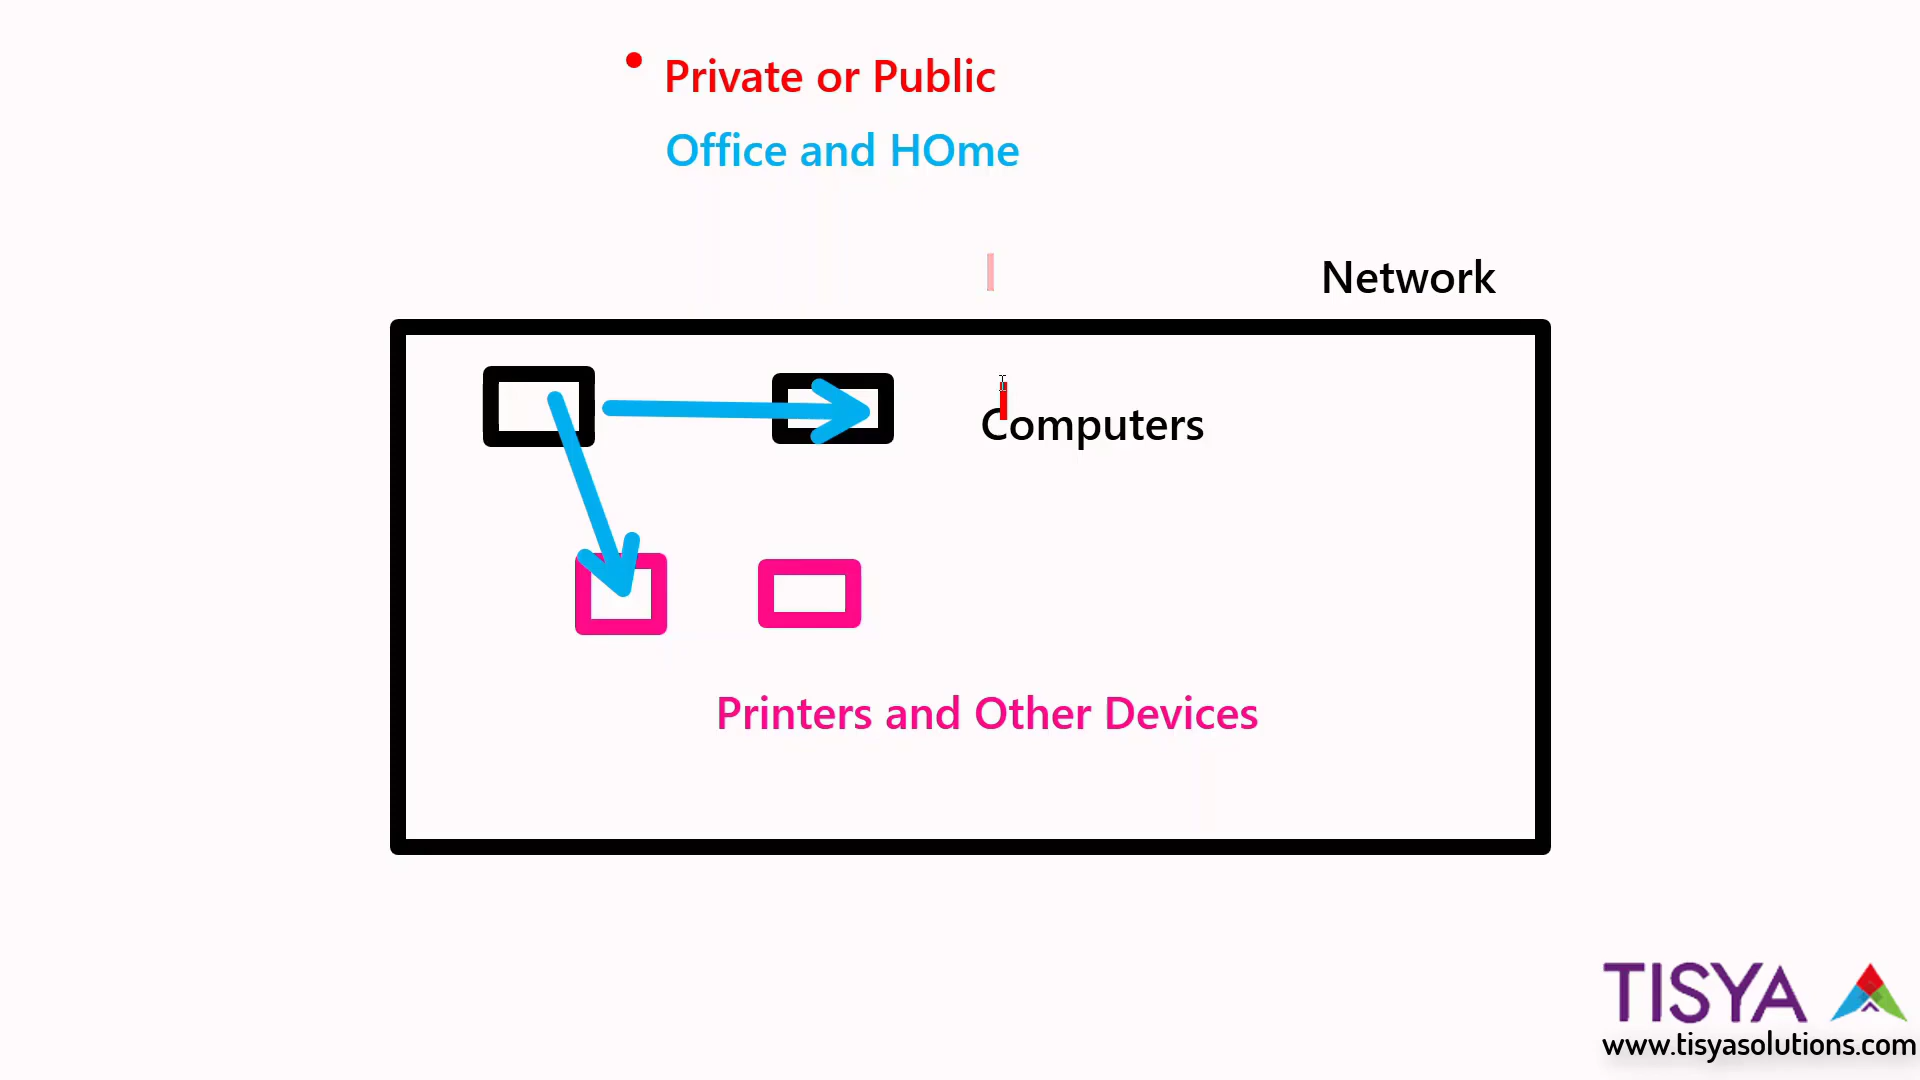 Private or Public
Office and HOme
Network
Computers
Printers and Other Devices
TISYA
www.tisyasolutions.com